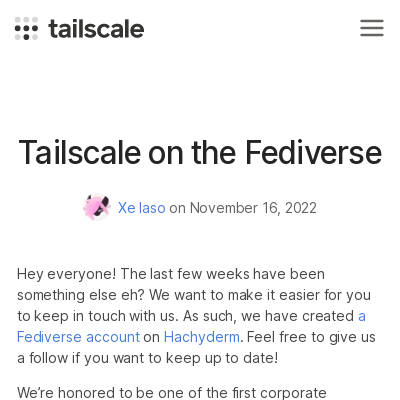 tailscale
Tailscale on the Fediverse
Xe Iaso on November 16, 2022
Hey everyone! The last few weeks have been
something else eh? We want to make it easier for you
to keep in touch with us. As such, we have created a
Fediverse account on Hachyderm. Feel free to give us
a follow if you want to keep up to date!
We’re honored to be one of the first corporate